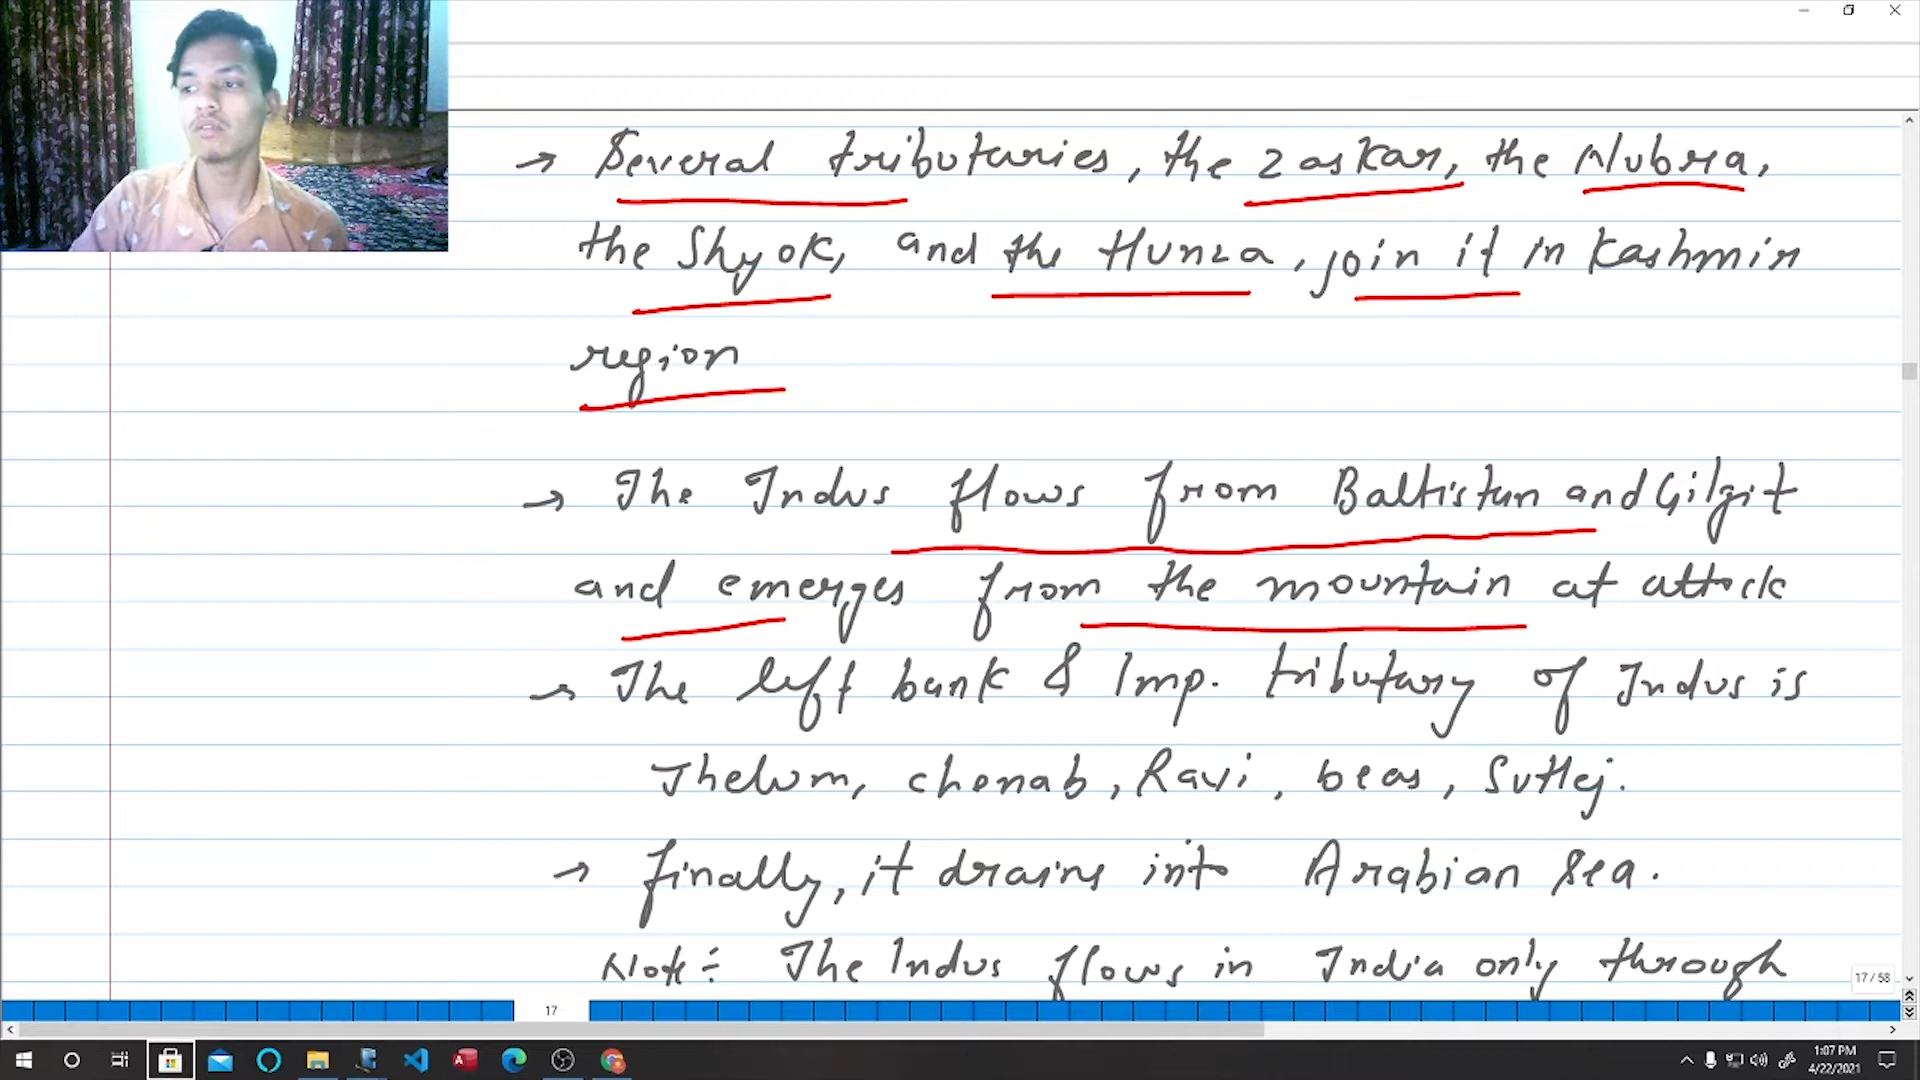 → Several tributaries, the Zaskar, the Nubra,
the Shyok, and the Hunza, join it in Kashmir
region
→ The Indus flows from Baltistan and Gilgit
and emerges from the mountain at attock
→ The left bank & Imp. tributary of Indus is
Jhelum, chenab, Ravi, beas, Sutlej.
→ finally, it drains into Arabian Sea.
Note÷ The Indus flows in India only through
17 / 58
17
1:07 PM
4/22/2021